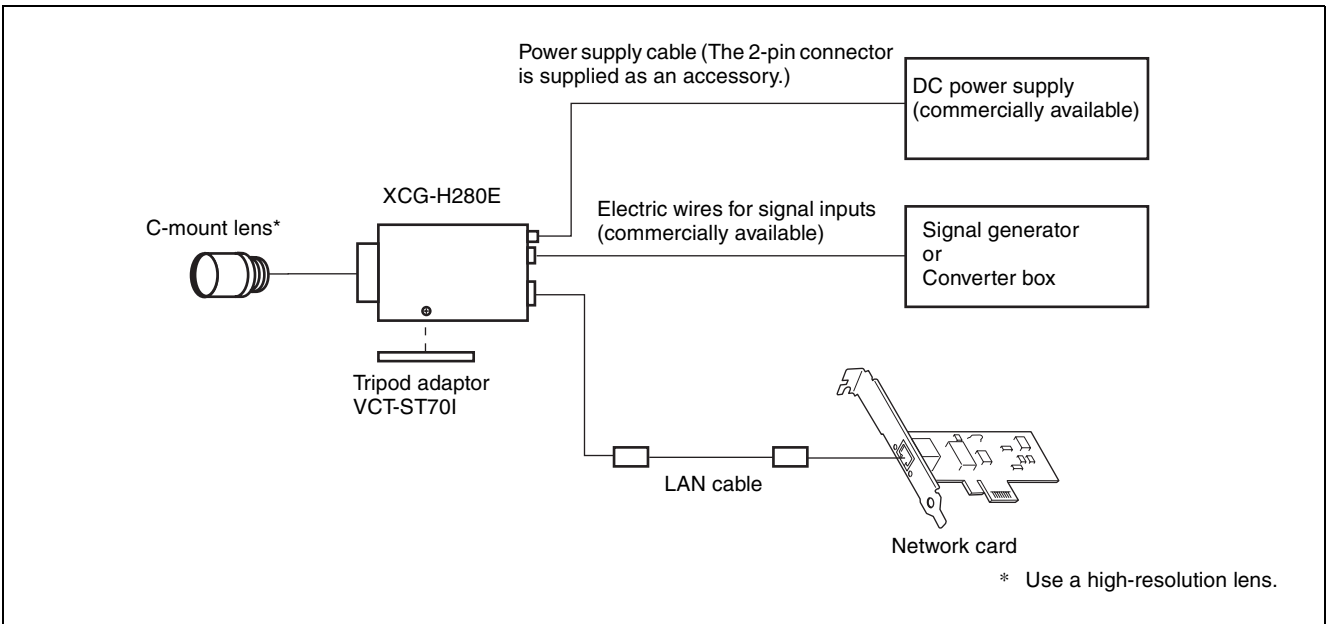 Power supply cable (The 2-pin connector
is supplied as an accessory.)
DC power supply
(commercially available)
XCG-H280E
C-mount lens*
Electric wires for signal inputs
(commercially available)
Signal generator
or
Converter box
Tripod adaptor
VCT-ST70I
LAN cable
Network card
* Use a high-resolution lens.